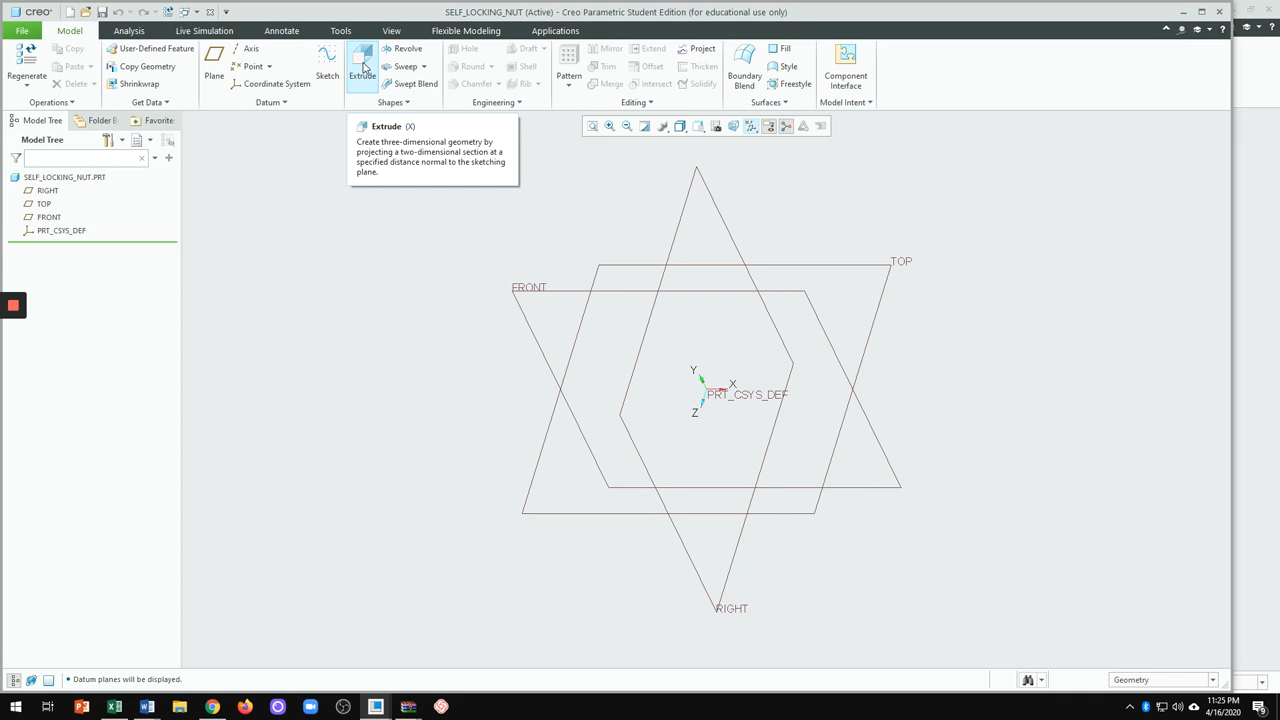 creo
SELF_LOCKING_NUT (Active) - Creo Parametric Student Edition (for educational use only)
File
Model
Analysis
Live Simulation
Annotate
Tools
View
Flexible Modeling
Applications
Regenerate
Copy
Paste
Delete
Operations
User-Defined Feature
Copy Geometry
Shrinkwrap
Get Data
Plane
Axis
Point
Coordinate System
Datum
Sketch
Extrude
Revolve
Sweep
Swept Blend
Shapes
Hole
Round
Chamfer
Draft
Shell
Rib
Engineering
Pattern
Mirror
Trim
Merge
Extend
Offset
Intersect
Project
Thicken
Solidify
Editing
Boundary
Blend
Fill
Style
Freestyle
Surfaces
Component
Interface
Model Intent
Model Tree
Folder B
Favorite
Model Tree
SELF_LOCKING_NUT.PRT
RIGHT
TOP
FRONT
PRT_CSYS_DEF
Extrude (X)
Create three-dimensional geometry by
projecting a two-dimensional section at a
specified distance normal to the sketching
plane.
TOP
FRONT
Y
X
PRT_CSYS_DEF
Z
RIGHT
• Datum planes will be displayed.
Geometry
11:25 PM
4/16/2020